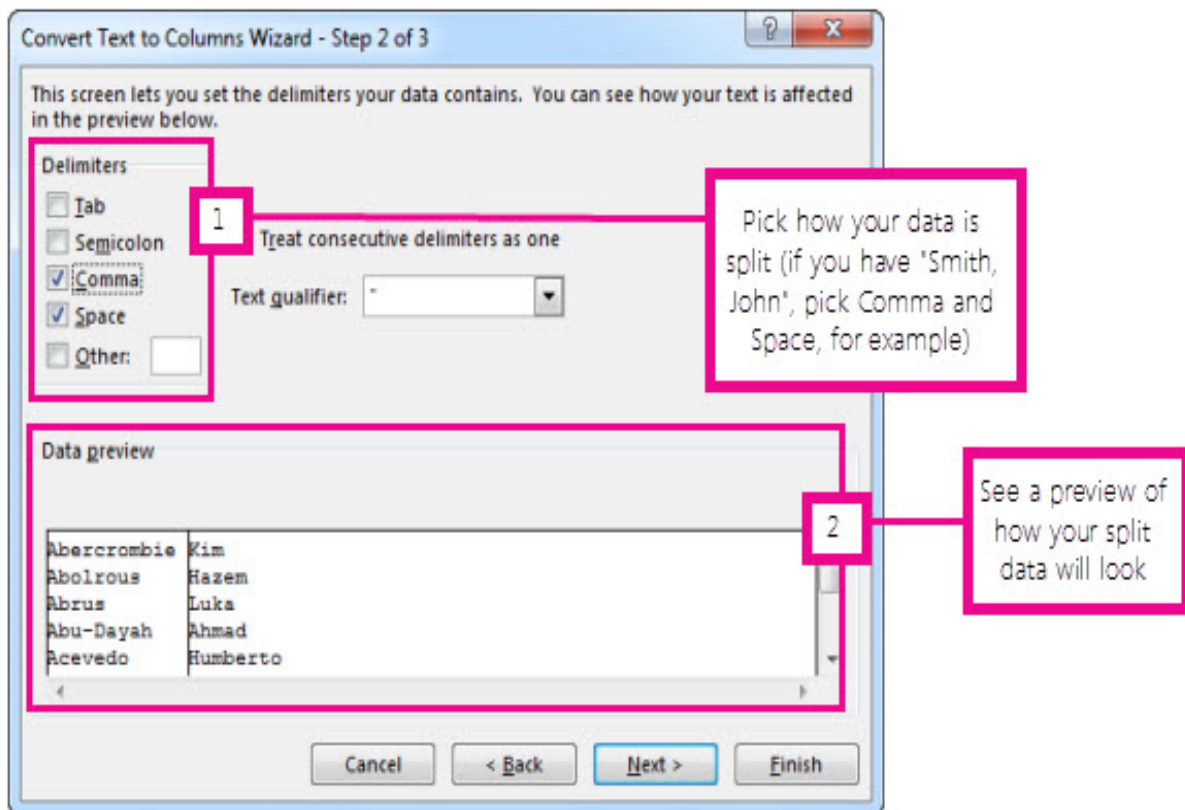 Convert Text to Columns Wizard - Step 2 of 3
?
This screen lets you set the delimiters your data contains. You can see how your text is affected
in the preview below.
Delimiters
Tab
Semicolon
Comma
Space
Other:
1
Treat consecutive delimiters as one
Text qualifier: "
Pick how your data is
split (if you have "Smith,
John", pick Comma and
Space, for example)
Data preview
Abercrombie Kim
Abolrous Hazem
Abrus Luka
Abu-Dayah Ahmad
Acevedo Humberto
2
See a preview of
how your split
data will look
Cancel
< Back
Next >
Finish